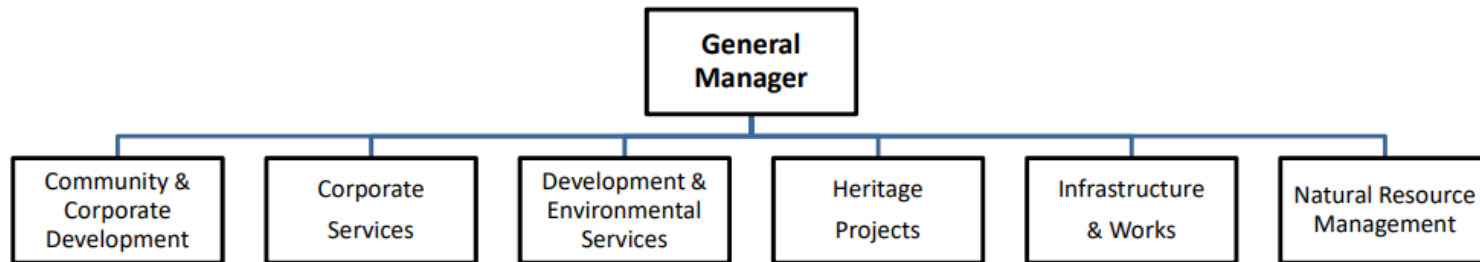 General
Manager
Community &
Corporate
Development
Corporate
Services
Development &
Environmental
Services
Heritage
Projects
Infrastructure
& Works
Natural Resource
Management